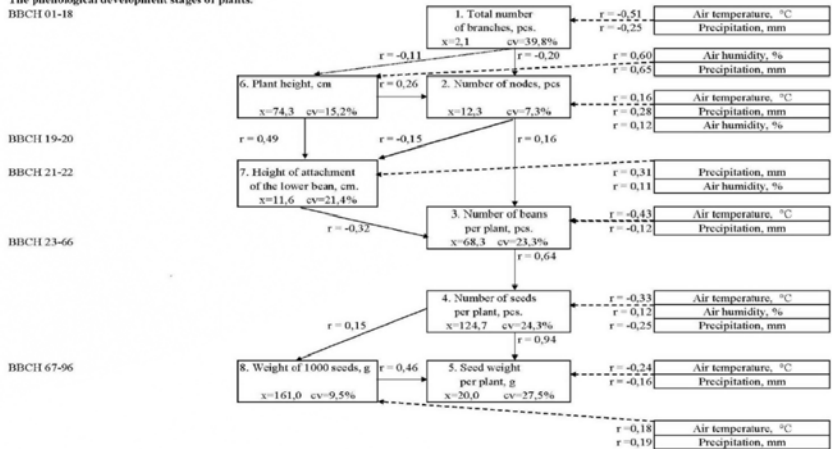 The phenological development stages of plants.
BBCH 01-18
1. Total number
of branches, pcs.
x=2,1 cv=39,8%
r = -0,51 Air temperature, °C
r = -0,25 Precipitation, mm
r = -0,11
r = -0,20
r = 0,60 Air humidity, %
r = 0,65 Precipitation, mm
6. Plant height, cm
x=74,3 cv=15,2%
r = 0,26
2. Number of nodes, pcs
x=12,3 cv=7,3%
r = 0,16 Air temperature, °C
r = 0,28 Precipitation, mm
r = 0,12 Air humidity, %
BBCH 19-20
r = 0,49
r = -0,15
r = 0,16
BBCH 21-22
7. Height of attachment
of the lower bean, cm.
x=11,6 cv=21,4%
r = 0,31 Precipitation, mm
r = 0,11 Air humidity, %
r = -0,32
3. Number of beans
per plant, pcs.
x=68,3 cv=23,3%
r = -0,43 Air temperature, °C
r = -0,12 Precipitation, mm
BBCH 23-66
r = 0,64
4. Number of seeds
per plant, pcs.
x=124,7 cv=24,3%
r = -0,33 Air temperature, °C
r = 0,12 Air humidity, %
r = -0,25 Precipitation, mm
r = 0,15
r = 0,94
BBCH 67-96
8. Weight of 1000 seeds, g
x=161,0 cv=9,5%
r = 0,46
5. Seed weight
per plant, g
x=20,0 cv=27,5%
r = -0,24 Air temperature, °C
r = -0,16 Precipitation, mm
r =0,18 Air temperature, °C
r =0,19 Precipitation, mm